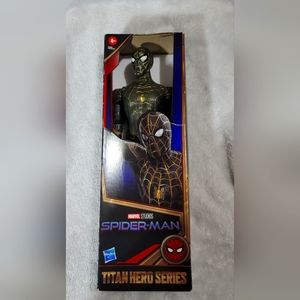 4+
MARVEL STUDIOS
SPIDER-MAN
Hasbro
TITAN HERO SERIES